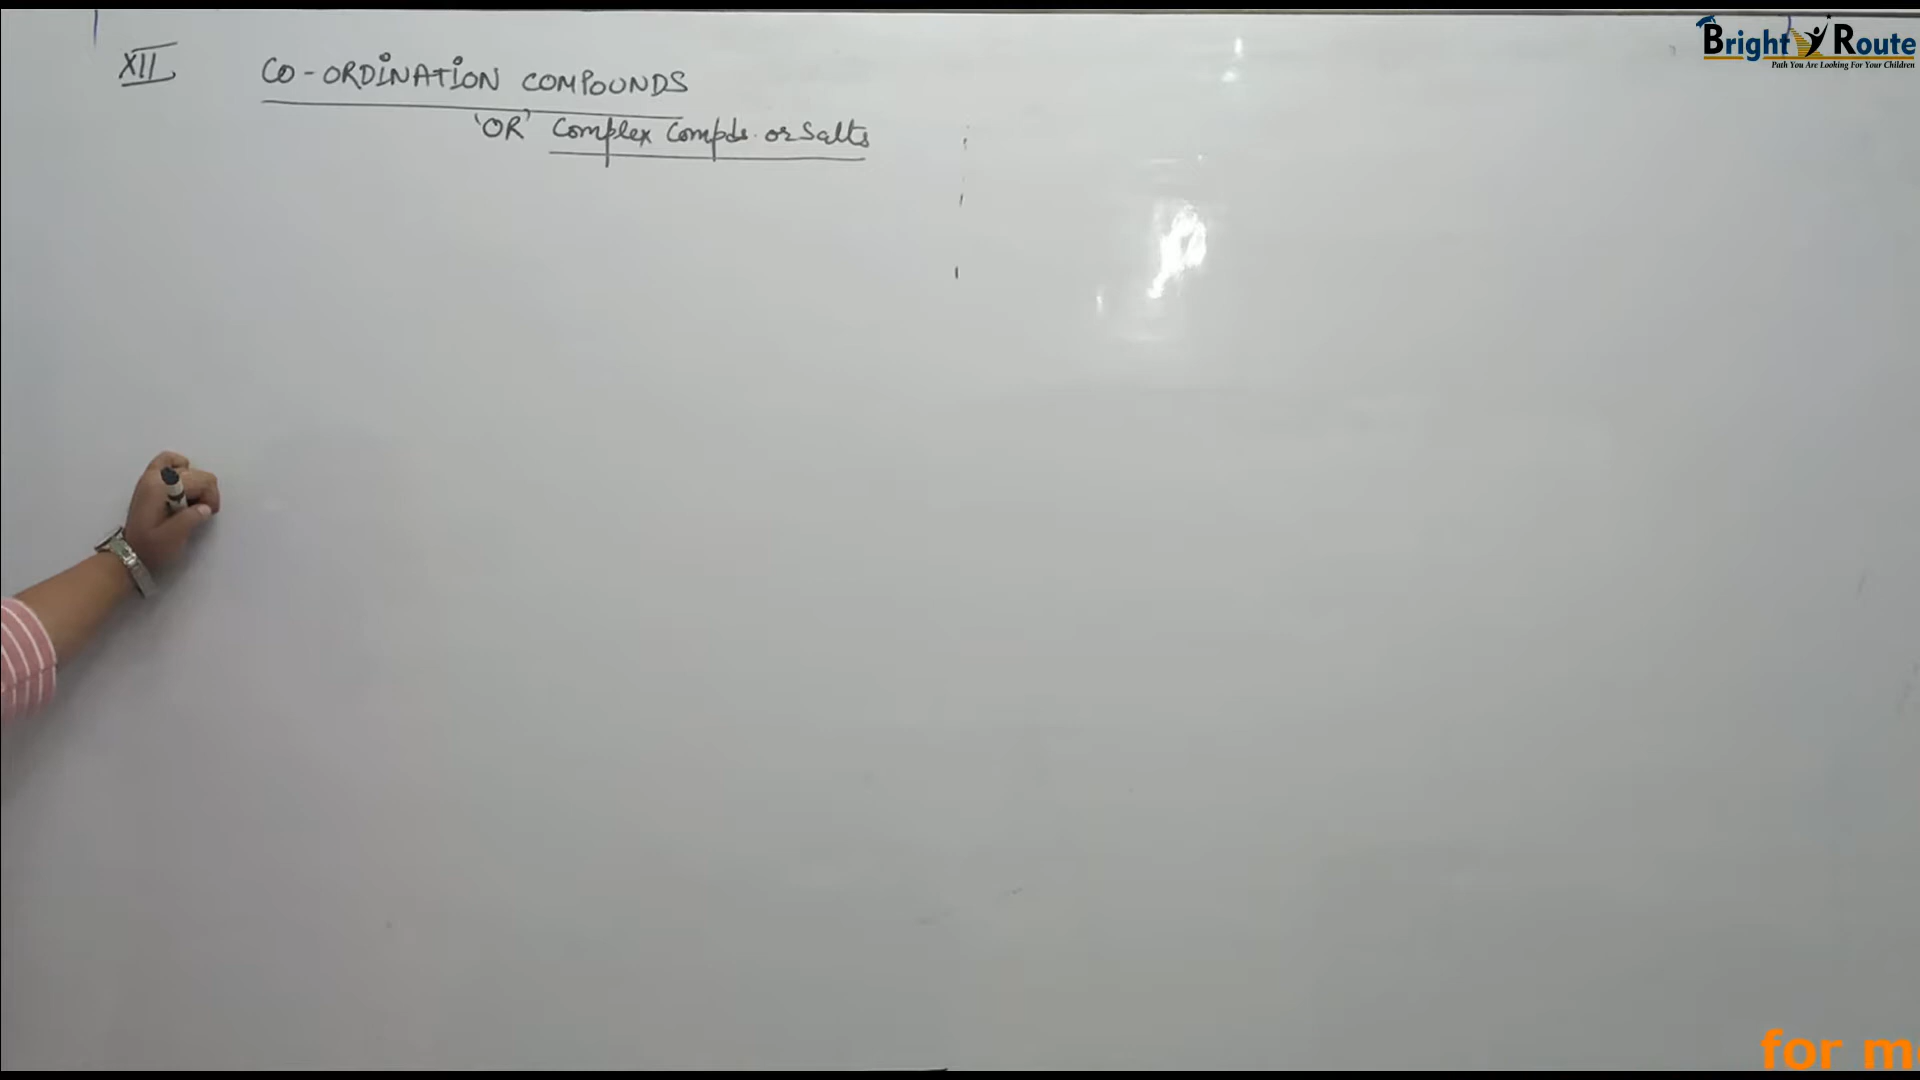 XII
CO-ORDINATION COMPOUNDS
'OR' Complex Compds. or Salts
Bright Route
Path You Are Looking For Your Children
for m